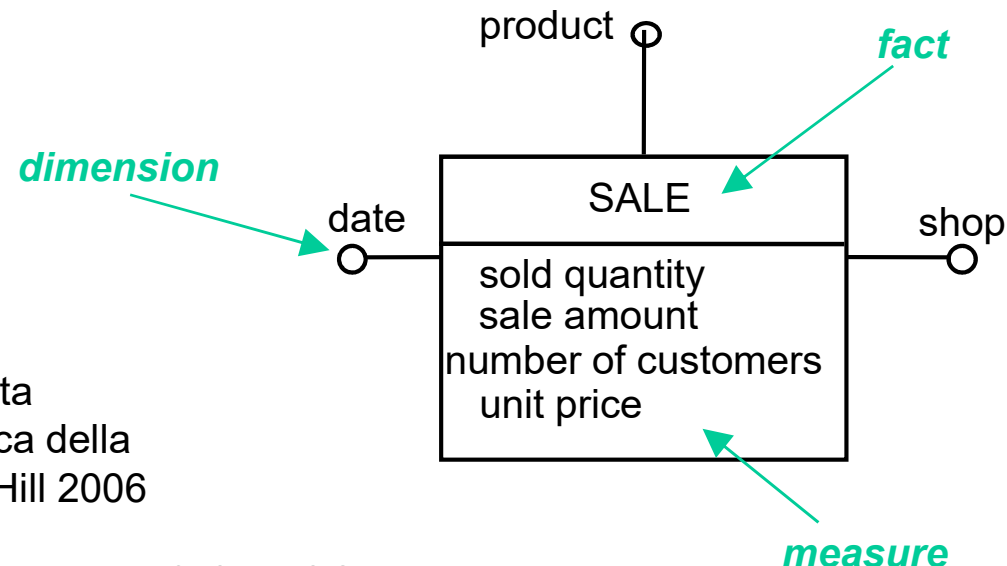 product
fact
dimension
SALE
date
shop
sold quantity
sale amount
number of customers
unit price
ta
ca della
Hill 2006
measure